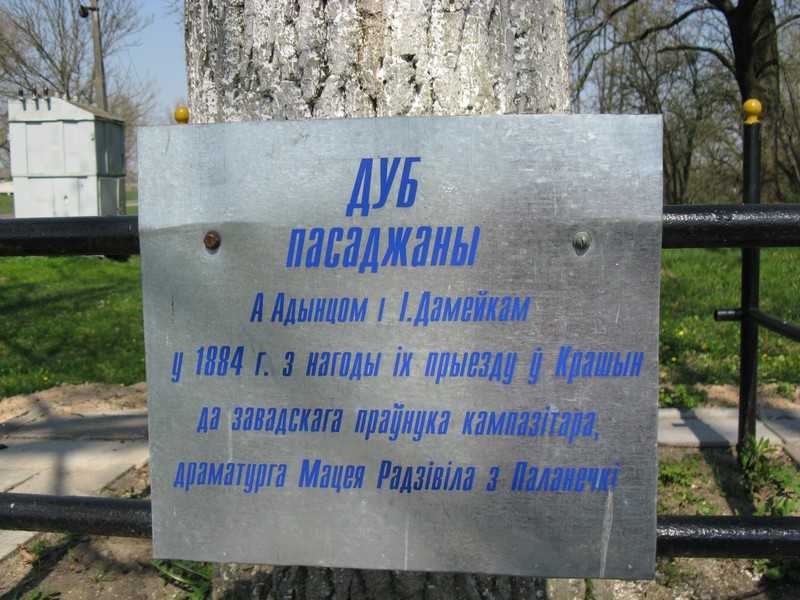 ДУБ
ПАСАДЖАНЫ
А Адынцом і І.Дамейкам
у 1884 г. з нагоды іх прыезду ў Крашын
да завадскага праўнука кампазітара,
драматурга Мацея Радзівіла з Паланечкі